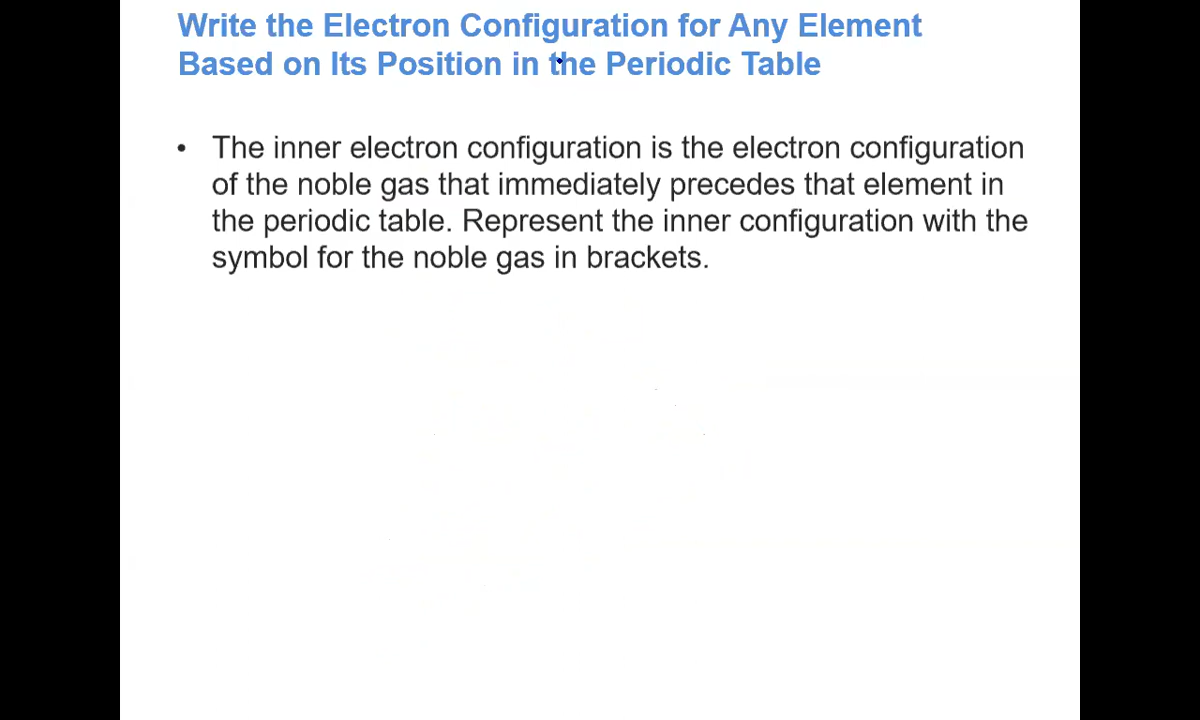 Write the Electron Configuration for Any Element
Based on Its Position in the Periodic Table
• The inner electron configuration is the electron configuration
of the noble gas that immediately precedes that element in
the periodic table. Represent the inner configuration with the
symbol for the noble gas in brackets.